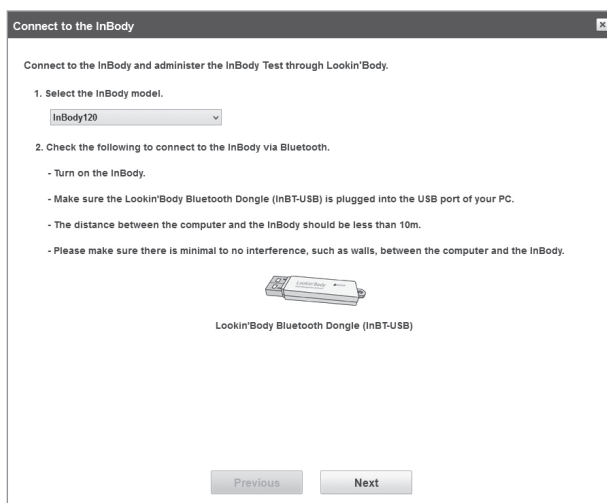 Connect to the InBody
Connect to the InBody and administer the InBody Test through Lookin'Body.
1. Select the InBody model.
InBody120
2. Check the following to connect to the InBody via Bluetooth.
- Turn on the InBody.
- Make sure the Lookin'Body Bluetooth Dongle (InBT-USB) is plugged into the USB port of your PC.
- The distance between the computer and the InBody should be less than 10m.
- Please make sure there is minimal to no interference, such as walls, between the computer and the InBody.
Lookin'Body
Lookin'Body Bluetooth Dongle (InBT-USB)
Previous Next